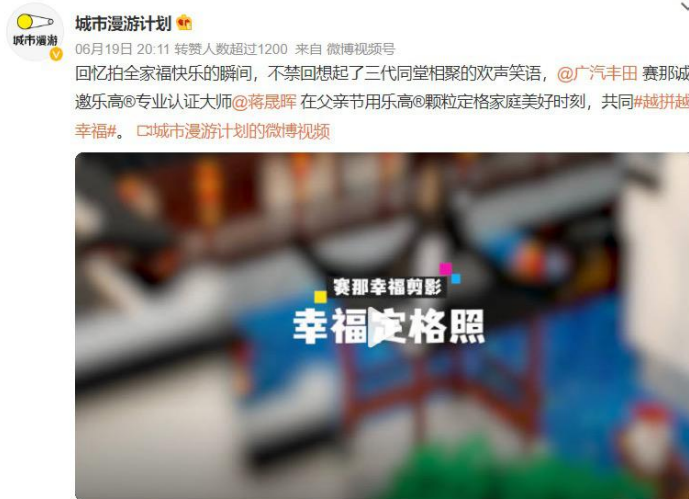 城市漫游计划
城市漫游
06月19日 20:11 转赞人数超过1200 来自 微博视频号
回忆拍全家福快乐的瞬间，不禁回想起了三代同堂相聚的欢声笑语，@广汽丰田 赛那诚
邀乐高®专业认证大师@蒋晟晖 在父亲节用乐高®颗粒定格家庭美好时刻，共同#越拼越
幸福#。 城市漫游计划的微博视频
赛那幸福剪影
幸福定格照